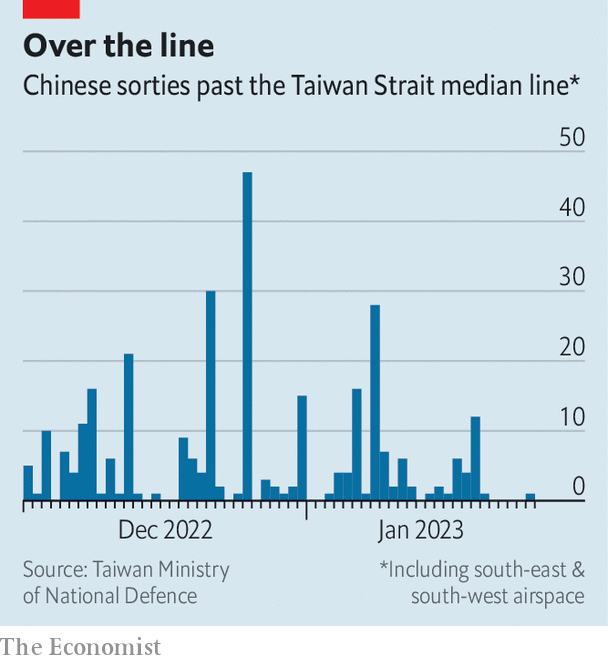 Over the line
Chinese sorties past the Taiwan Strait median line*
50
40
30
20
10
0
Dec 2022
Jan 2023
Source: Taiwan Ministry
of National Defence
*Including south-east &
south-west airspace
The Economist